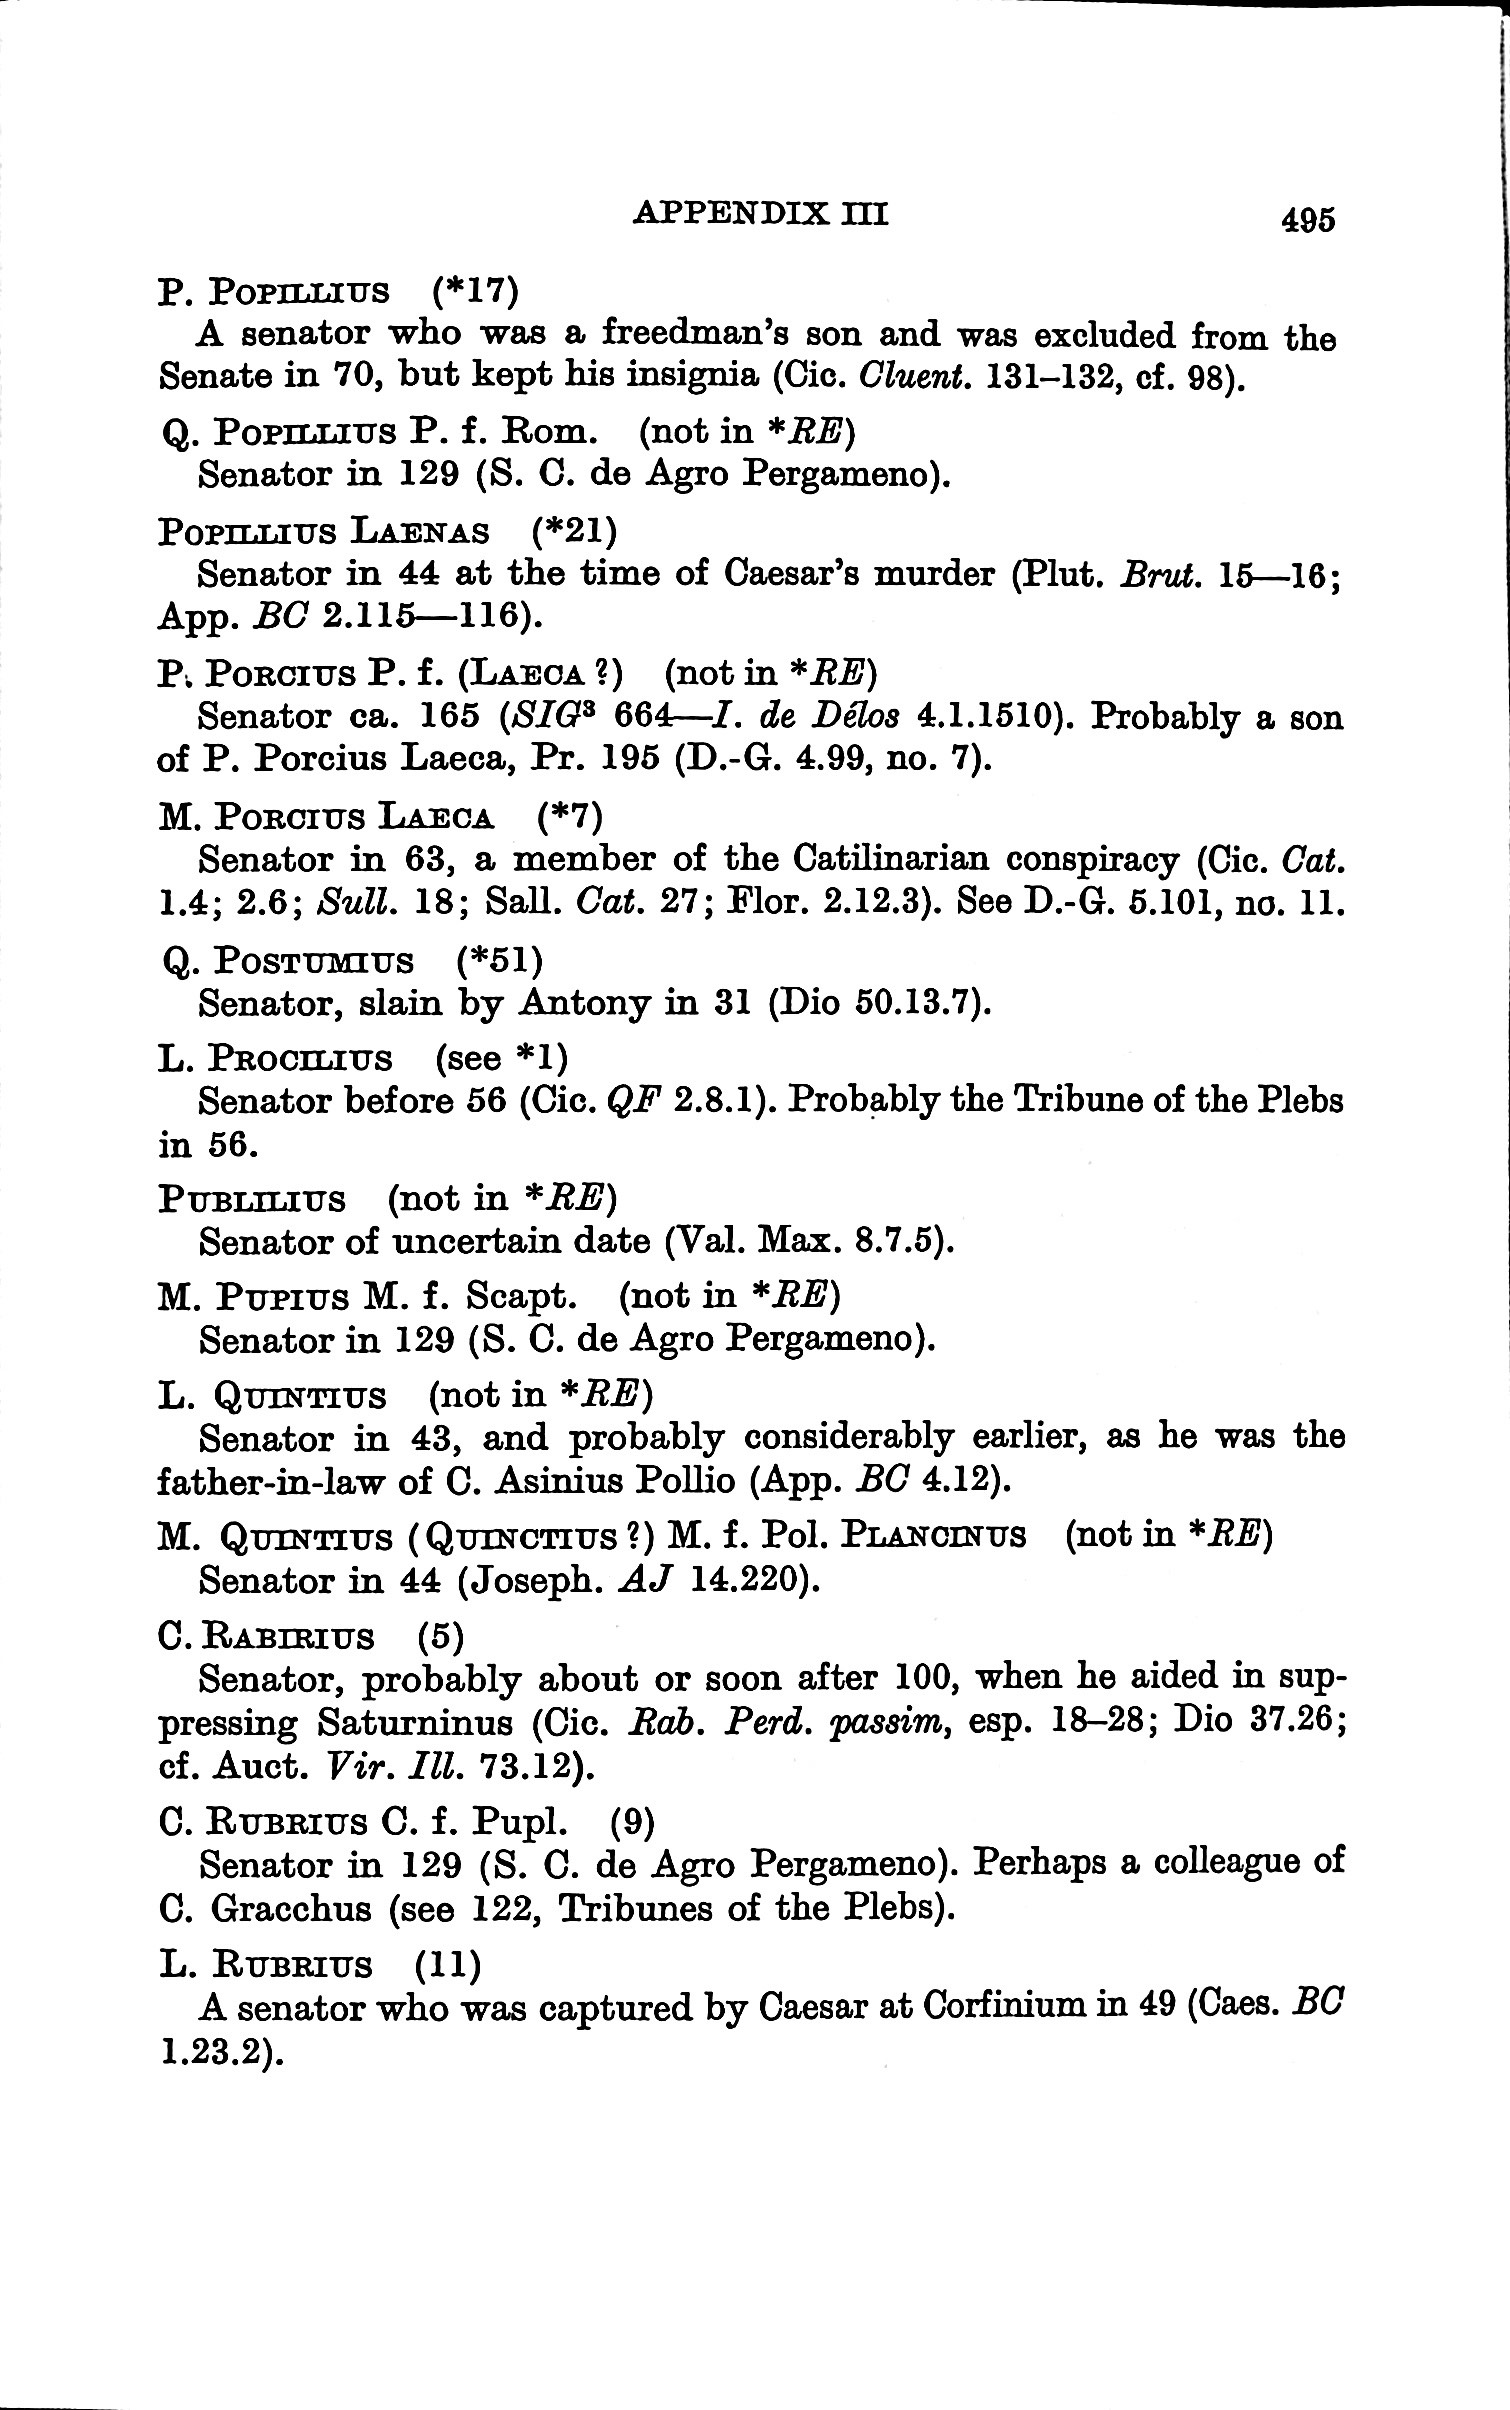 APPENDIX III 495
P. POPILLIUS (*17)
A senator who was a freedman's son and was excluded from the
Senate in 70, but kept his insignia (Cic. Cluent. 131–132, cf. 98).
Q. POPILLIUS P. f. Rom. (not in *RE)
Senator in 129 (S. C. de Agro Pergameno).
POPILLIUS LAENAS (*21)
Senator in 44 at the time of Caesar's murder (Plut. Brut. 15—16;
App. BC 2.115—116).
P. PORCIUS P. f. (LAECA ?) (not in *RE)
Senator ca. 165 (SIG³ 664—I. de Délos 4.1.1510). Probably a son
of P. Porcius Laeca, Pr. 195 (D.-G. 4.99, no. 7).
M. PORCIUS LAECA (*7)
Senator in 63, a member of the Catilinarian conspiracy (Cic. Cat.
1.4; 2.6; Sull. 18; Sall. Cat. 27; Flor. 2.12.3). See D.-G. 5.101, no. 11.
Q. POSTUMIUS (*51)
Senator, slain by Antony in 31 (Dio 50.13.7).
L. PROCILIUS (see *1)
Senator before 56 (Cic. QF 2.8.1). Probably the Tribune of the Plebs
in 56.
PUBLILIUS (not in *RE)
Senator of uncertain date (Val. Max. 8.7.5).
M. PUPIUS M. f. Scapt. (not in *RE)
Senator in 129 (S. C. de Agro Pergameno).
L. QUINTIUS (not in *RE)
Senator in 43, and probably considerably earlier, as he was the
father-in-law of C. Asinius Pollio (App. BC 4.12).
M. QUINTIUS (QUINCTIUS ?) M. f. Pol. PLANCINUS (not in *RE)
Senator in 44 (Joseph. AJ 14.220).
C. RABIRIUS (5)
Senator, probably about or soon after 100, when he aided in sup-
pressing Saturninus (Cic. Rab. Perd. passim, esp. 18–28; Dio 37.26;
cf. Auct. Vir. Ill. 73.12).
C. RUBRIUS C. f. Pupl. (9)
Senator in 129 (S. C. de Agro Pergameno). Perhaps a colleague of
C. Gracchus (see 122, Tribunes of the Plebs).
L. RUBRIUS (11)
A senator who was captured by Caesar at Corfinium in 49 (Caes. BC
1.23.2).